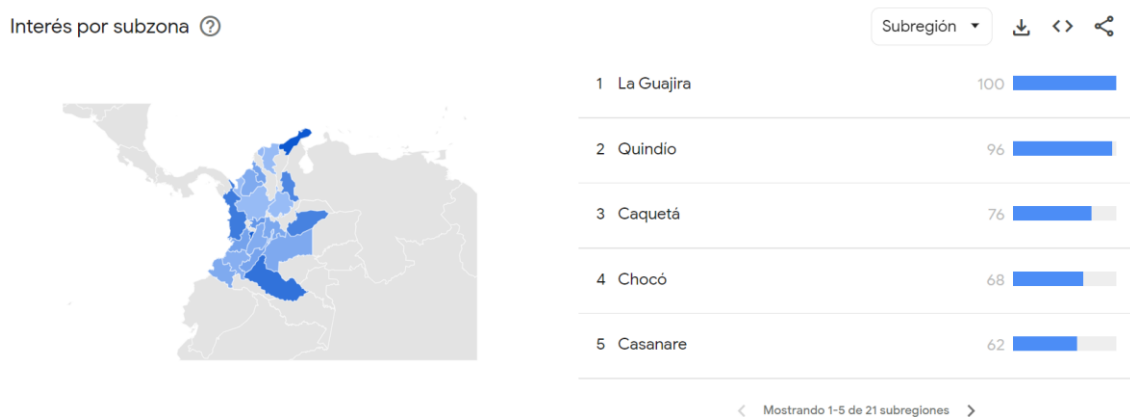 Interés por subzona
Subregión
1 La Guajira 100
2 Quindío 96
3 Caquetá 76
4 Chocó 68
5 Casanare 62
Mostrando 1-5 de 21 subregiones